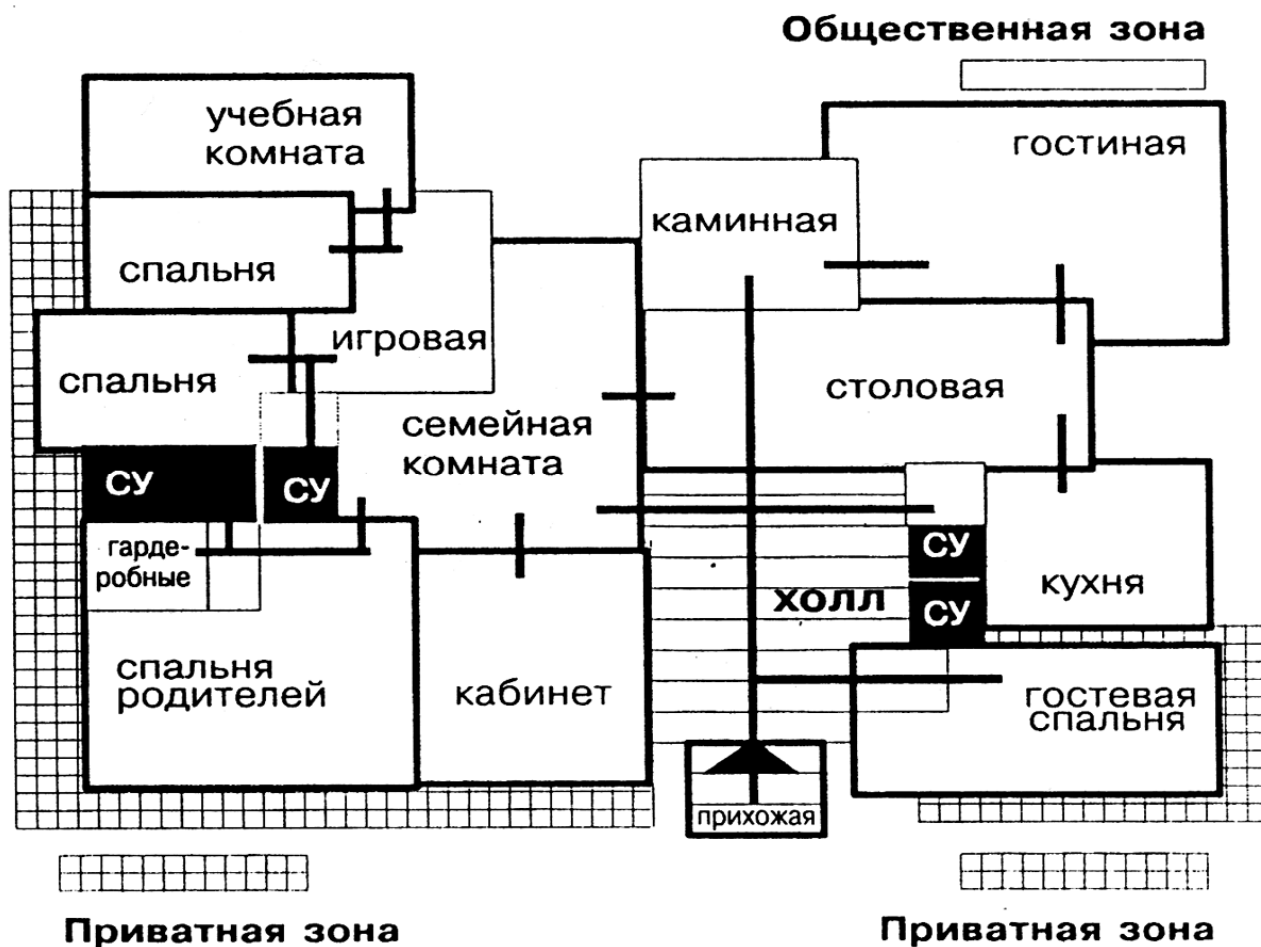 Общественная зона
учебная
комната
гостиная
каминная
спальня
игровая
спальня
столовая
семейная
комната
СУ
СУ
гарде-
робные
СУ
кухня
холл
СУ
спальня
родителей
кабинет
гостевая
спальня
прихожая
Приватная зона
Приватная зона